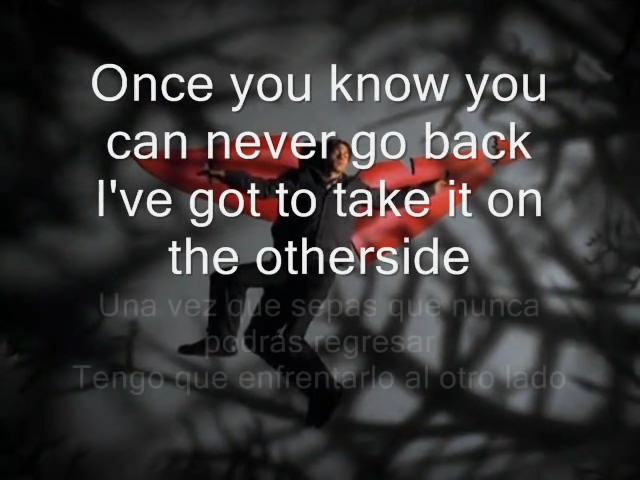 Once you know you
can never go back
I've got to take it on
the otherside
Una vez que sepas que nunca
podrás regresar
Tengo que enfrentarlo al otro lado